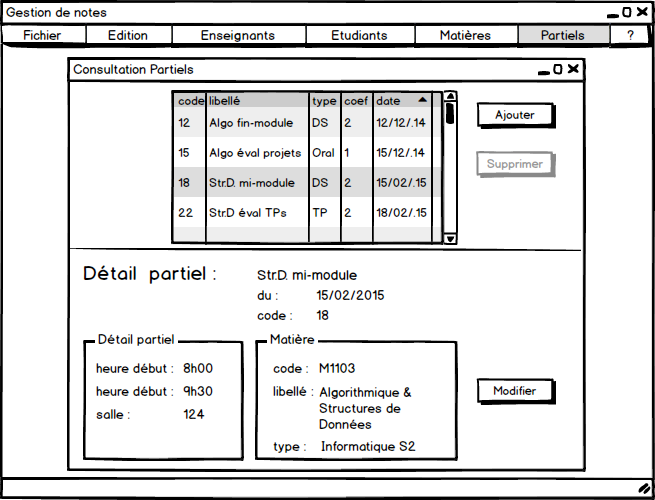 Gestion de notes
Fichier Edition Enseignants Etudiants Matières Partiels ?
Consultation Partiels
code libellé type coef date
12 Algo fin-module DS 2 12/12/.14
15 Algo éval projets Oral 1 15/12/.14
18 Str.D. mi-module DS 2 15/02/.15
22 Str.D éval TPs TP 2 18/02/.15
Ajouter
Supprimer
Détail partiel : Str.D. mi-module
du : 15/02/2015
code : 18
Détail partiel
heure début : 8h00
heure début : 9h30
salle : 124
Matière
code : M1103
libellé : Algorithmique &
Structures de
Données
type : Informatique S2
Modifier